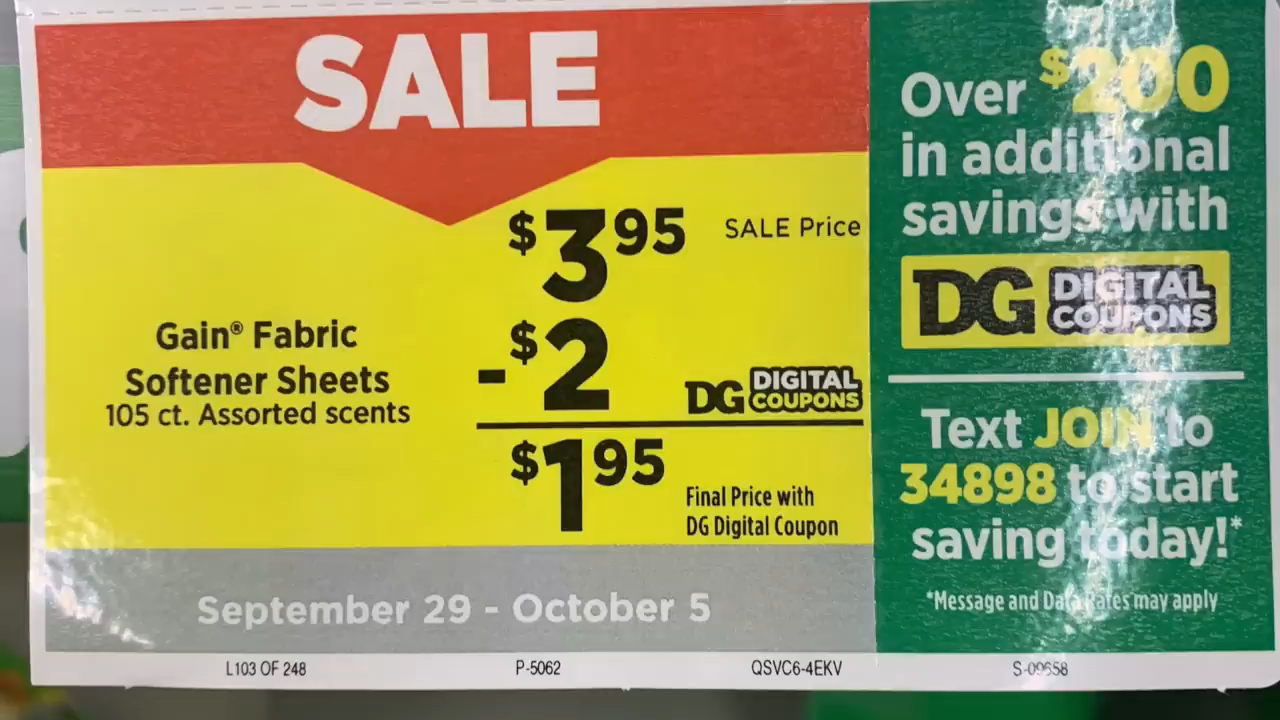 SALE
$3 95 SALE Price
Gain® Fabric
Softener Sheets
105 ct. Assorted scents
-$2 DG DIGITAL COUPONS
$1 95
Final Price with
DG Digital Coupon
September 29 - October 5
Over $200
in additional
savings with
DG DIGITAL
COUPONS
Text JOIN to
34898 to start
saving today!*
*Message and Data Rates may apply
L103 OF 248 P-5062 QSVC6-4EKV S-09658